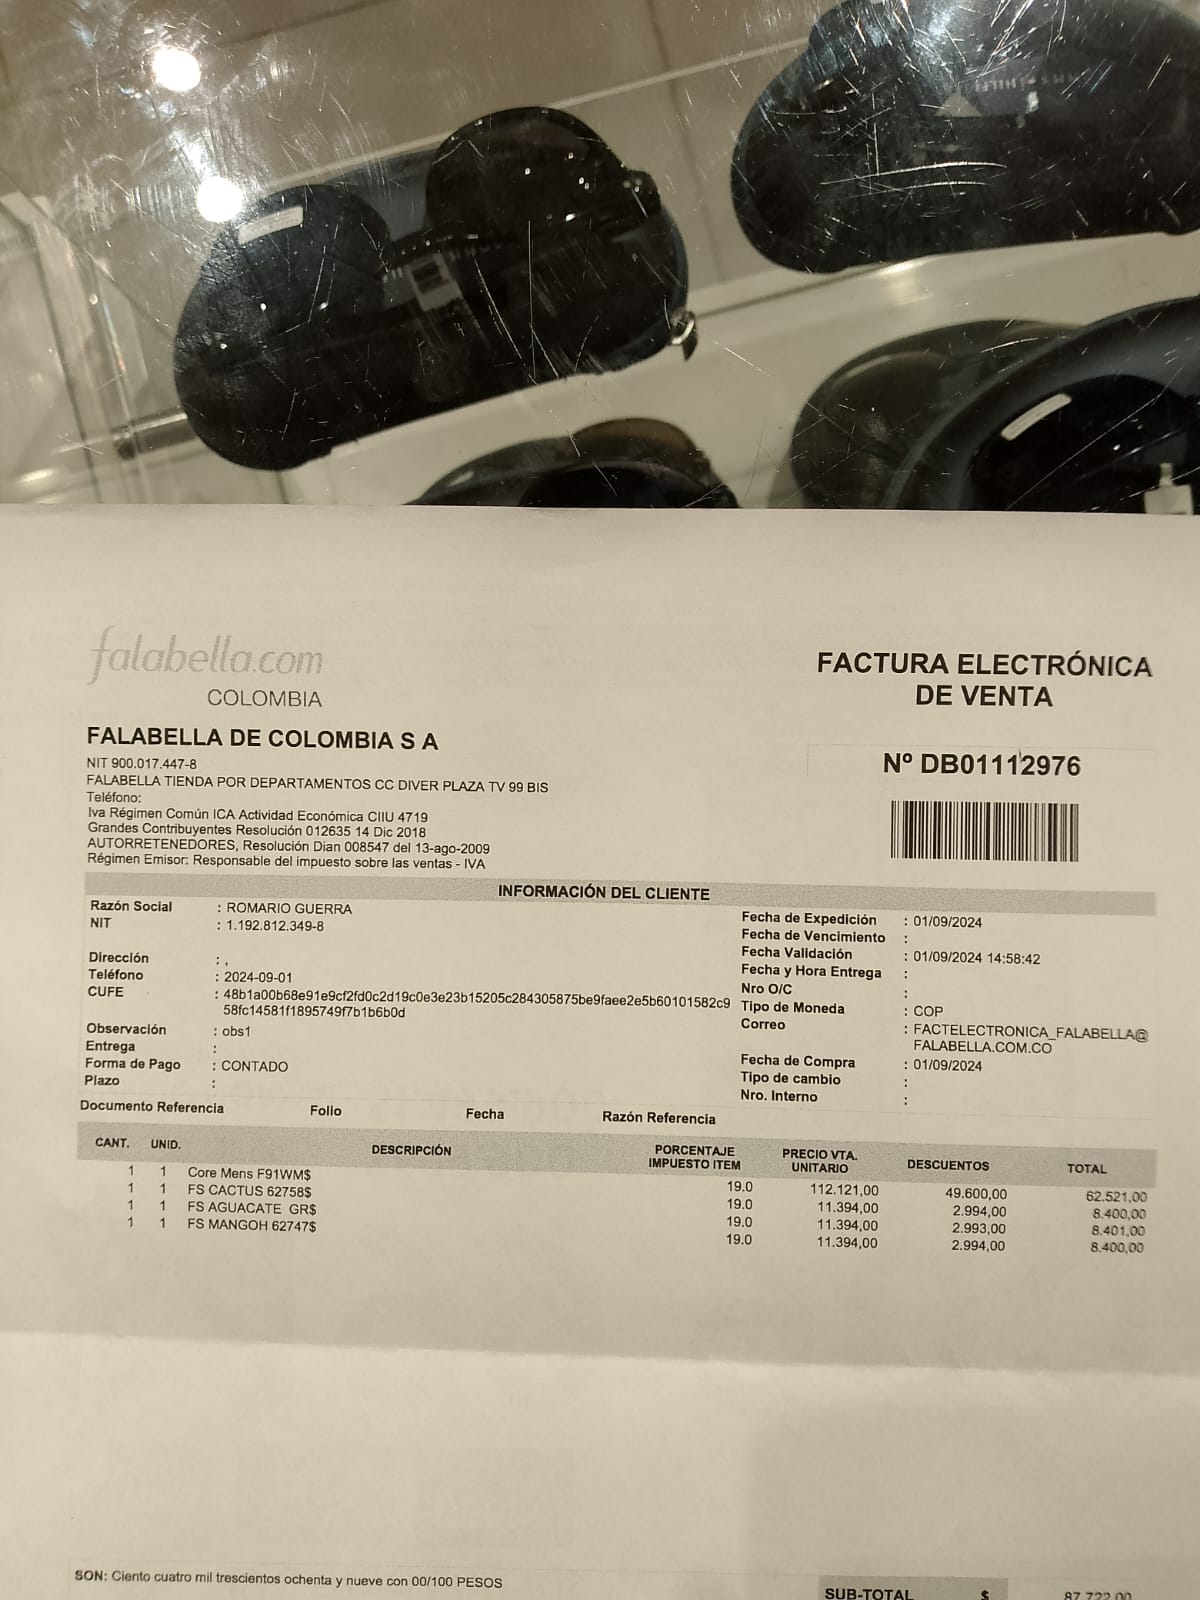 falabella.com
COLOMBIA
FACTURA ELECTRÓNICA
DE VENTA
FALABELLA DE COLOMBIA S A
NIT 900.017.447-8
FALABELLA TIENDA POR DEPARTAMENTOS CC DIVER PLAZA TV 99 BIS
Teléfono:
Iva Régimen Común ICA Actividad Económica CIIU 4719
Grandes Contribuyentes Resolución 012635 14 Dic 2018
AUTORRETENEDORES, Resolución Dian 008547 del 13-ago-2009
Régimen Emisor: Responsable del impuesto sobre las ventas - IVA
Nº DB01112976
INFORMACIÓN DEL CLIENTE
Razón Social : ROMARIO GUERRA
NIT : 1.192.812.349-8
Dirección : ,
Teléfono : 2024-09-01
CUFE : 48b1a00b68e91e9cf2fd0c2d19c0e3e23b15205c284305875be9faee2e5b60101582c9
58fc14581f1895749f7b1b6b0d
Observación : obs1
Entrega :
Forma de Pago : CONTADO
Plazo :
Fecha de Expedición : 01/09/2024
Fecha de Vencimiento :
Fecha Validación : 01/09/2024 14:58:42
Fecha y Hora Entrega :
Nro O/C :
Tipo de Moneda : COP
Correo : FACTELECTRONICA_FALABELLA@
FALABELLA.COM.CO
Fecha de Compra : 01/09/2024
Tipo de cambio :
Nro. Interno :
Documento Referencia Folio Fecha Razón Referencia
CANT. UNID. DESCRIPCIÓN PORCENTAJE IMPUESTO ITEM PRECIO VTA. UNITARIO DESCUENTOS TOTAL
1 1 Core Mens F91WM$ 19.0 112.121,00 49.600,00 62.521,00
1 1 FS CACTUS 62758$ 19.0 11.394,00 2.994,00 8.400,00
1 1 FS AGUACATE GR$ 19.0 11.394,00 2.993,00 8.401,00
1 1 FS MANGOH 62747$ 19.0 11.394,00 2.994,00 8.400,00
SON: Ciento cuatro mil trescientos ochenta y nueve con 00/100 PESOS
SUB-TOTAL $ 87.722,00